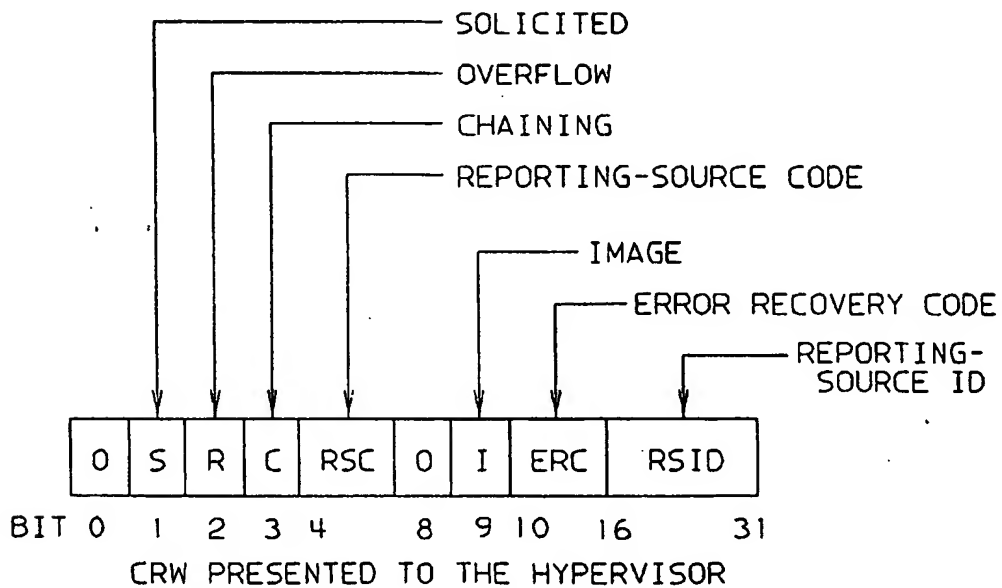 SOLICITED
OVERFLOW
CHAINING
REPORTING-SOURCE CODE
IMAGE
ERROR RECOVERY CODE
REPORTING-
SOURCE ID
0 S R C RSC 0 I ERC RSID
BIT 0 1 2 3 4 8 9 10 16 31
CRW PRESENTED TO THE HYPERVISOR